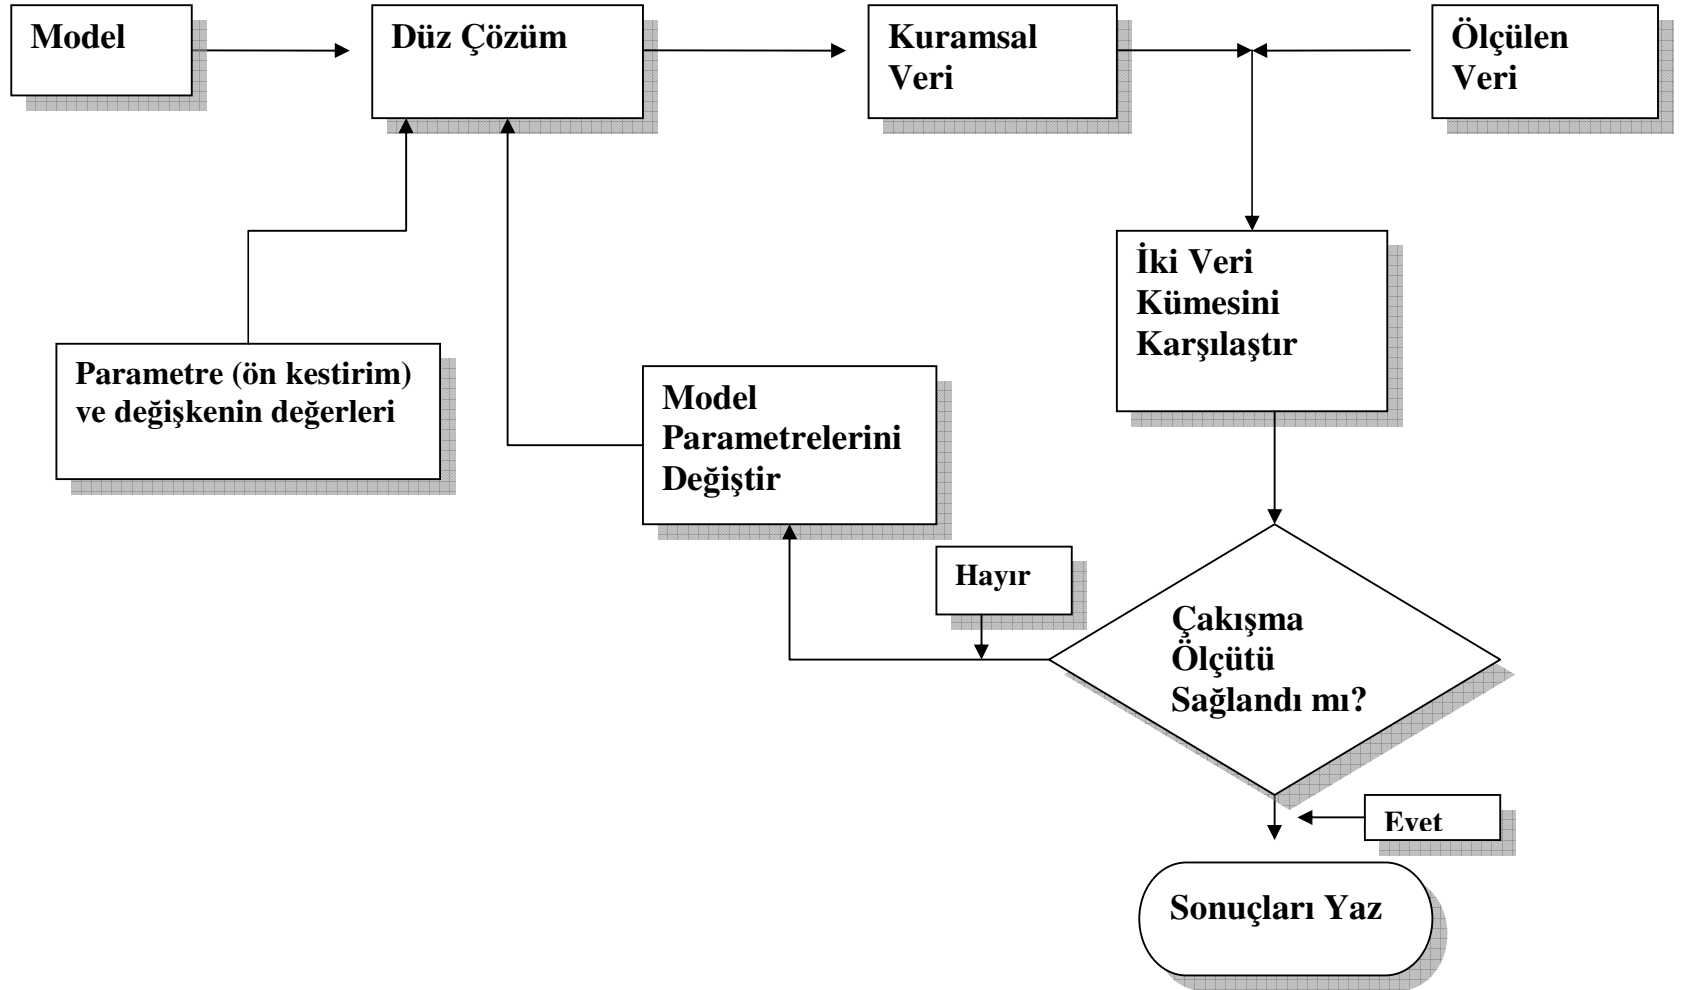 Model
Düz Çözüm
Kuramsal
Veri
Ölçülen
Veri
İki Veri
Kümesini
Karşılaştır
Parametre (ön kestirim)
ve değişkenin değerleri
Model
Parametrelerini
Değiştir
Hayır
Çakışma
Ölçütü
Sağlandı mı?
Evet
Sonuçları Yaz